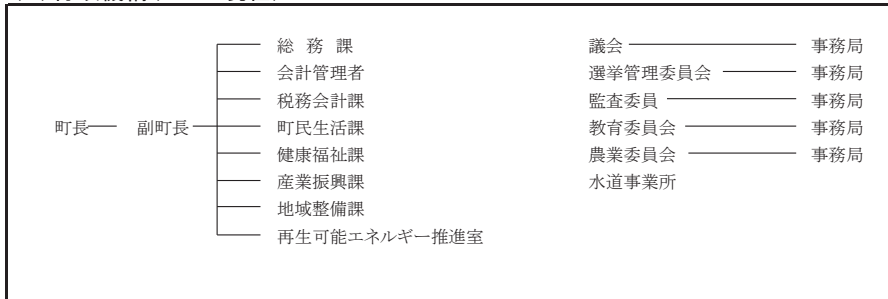 総 務 課
会計管理者
税務会計課
町長 副町長 町民生活課
健康福祉課
産業振興課
地域整備課
再生可能エネルギー推進室
議会 事務局
選挙管理委員会 事務局
監査委員 事務局
教育委員会 事務局
農業委員会 事務局
水道事業所